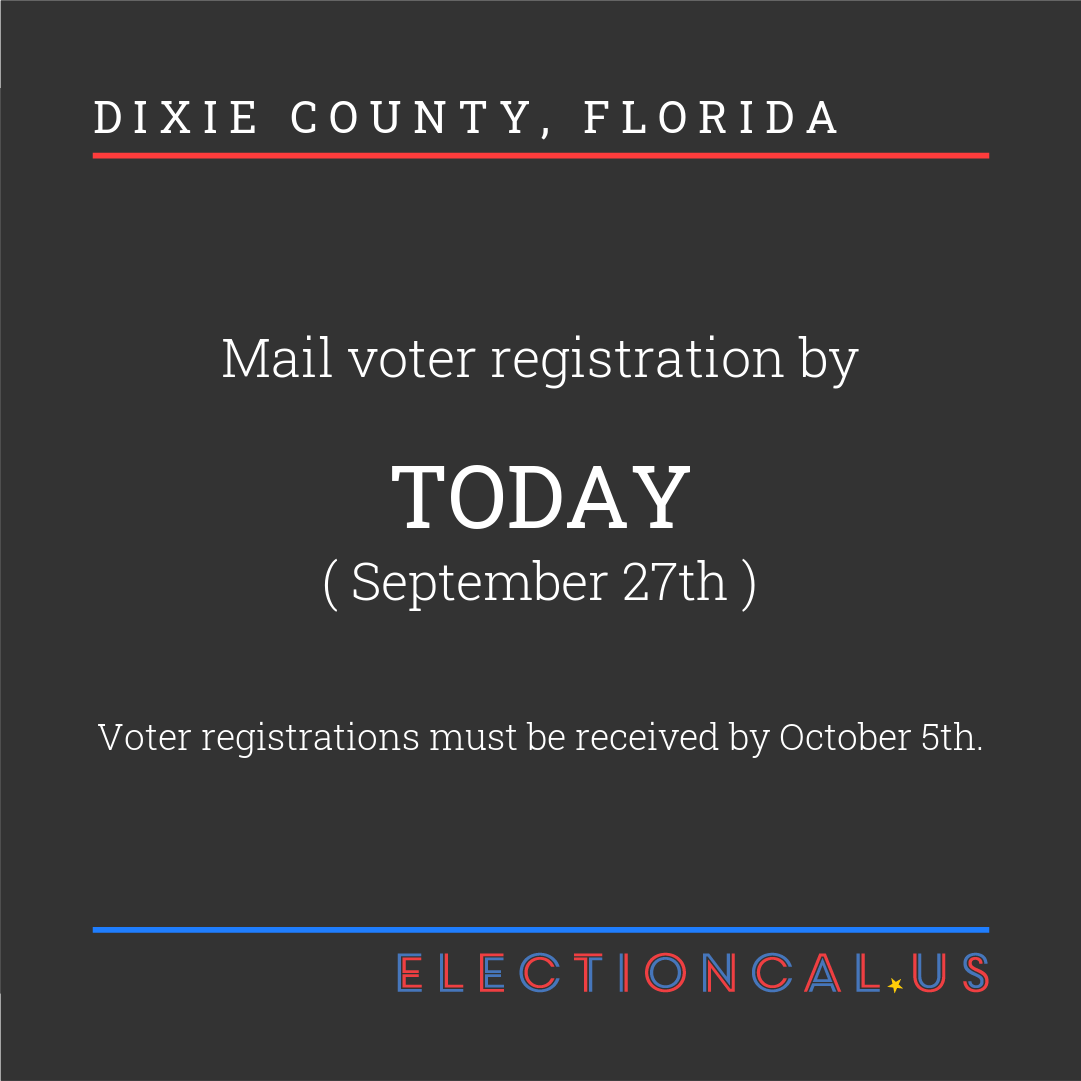 DIXIE COUNTY, FLORIDA
Mail voter registration by
TODAY
( September 27th )
Voter registrations must be received by October 5th.
ELECTIONCAL.US